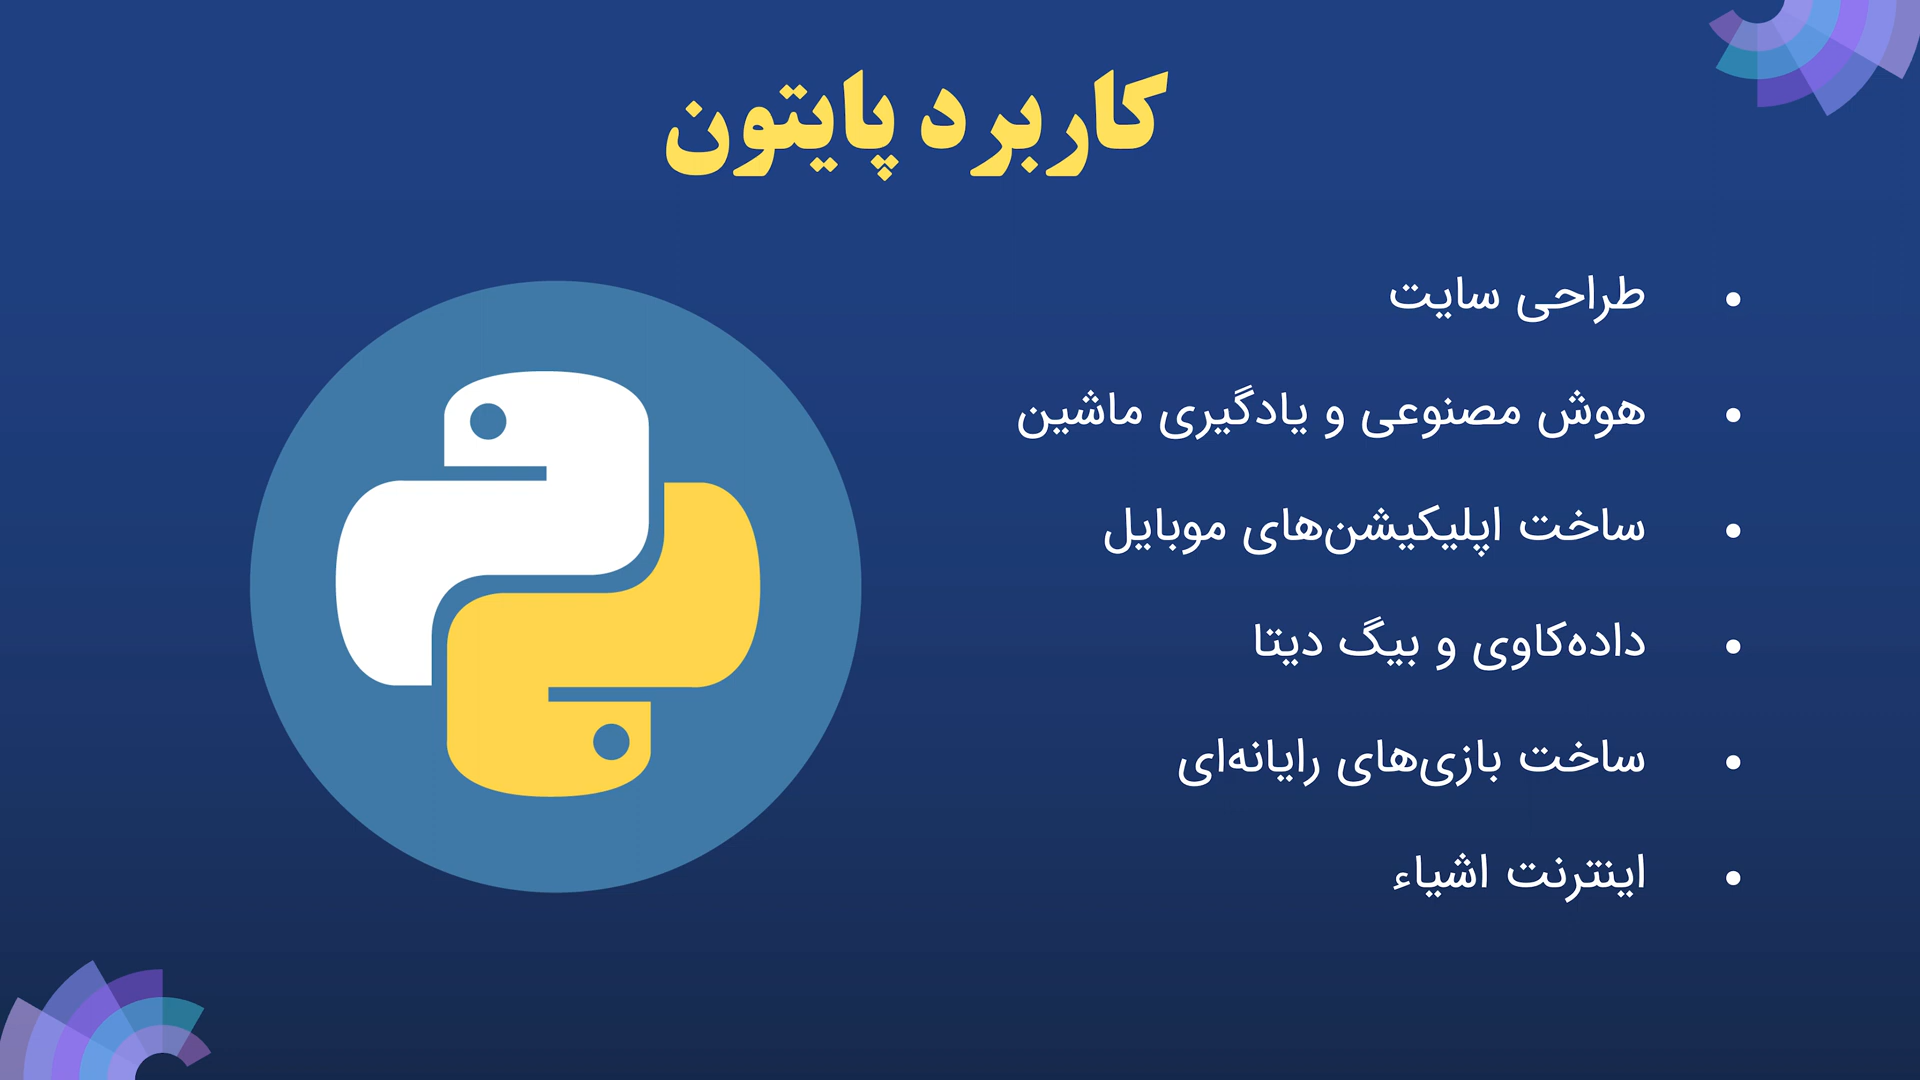 کاربرد پایتون
• طراحی سایت
• هوش مصنوعی و یادگیری ماشین
• ساخت اپلیکیشن‌های موبایل
• داده‌کاوی و بیگ دیتا
• ساخت بازی‌های رایانه‌ای
• اینترنت اشیاء